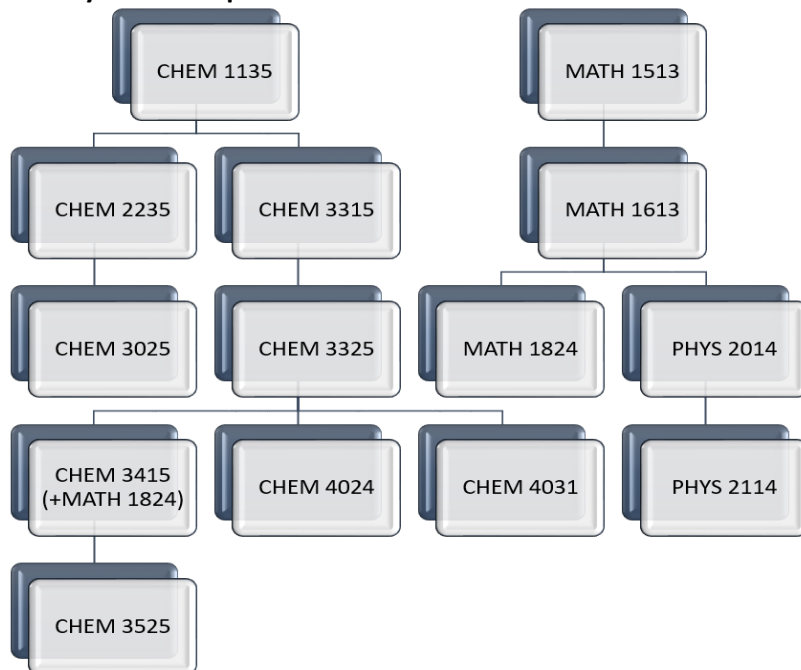 CHEM 1135
MATH 1513
CHEM 2235
CHEM 3315
MATH 1613
CHEM 3025
CHEM 3325
MATH 1824
PHYS 2014
CHEM 3415
(+MATH 1824)
CHEM 4024
CHEM 4031
PHYS 2114
CHEM 3525